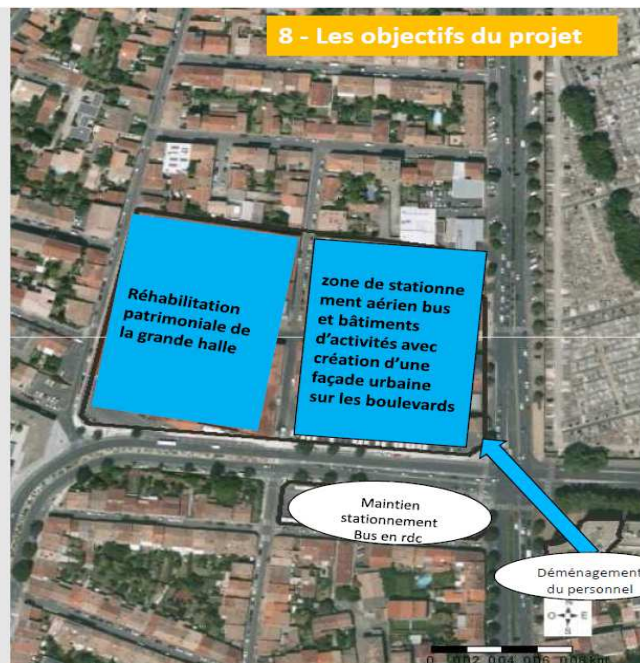 8 - Les objectifs du projet
Réhabilitation
patrimoniale de
la grande halle
zone de stationne
ment aérien bus
et bâtiments
d'activités avec
création d'une
façade urbaine
sur les boulevards
Maintien
stationnement
Bus en rdc
Déménagement
du personnel
N
O E
S